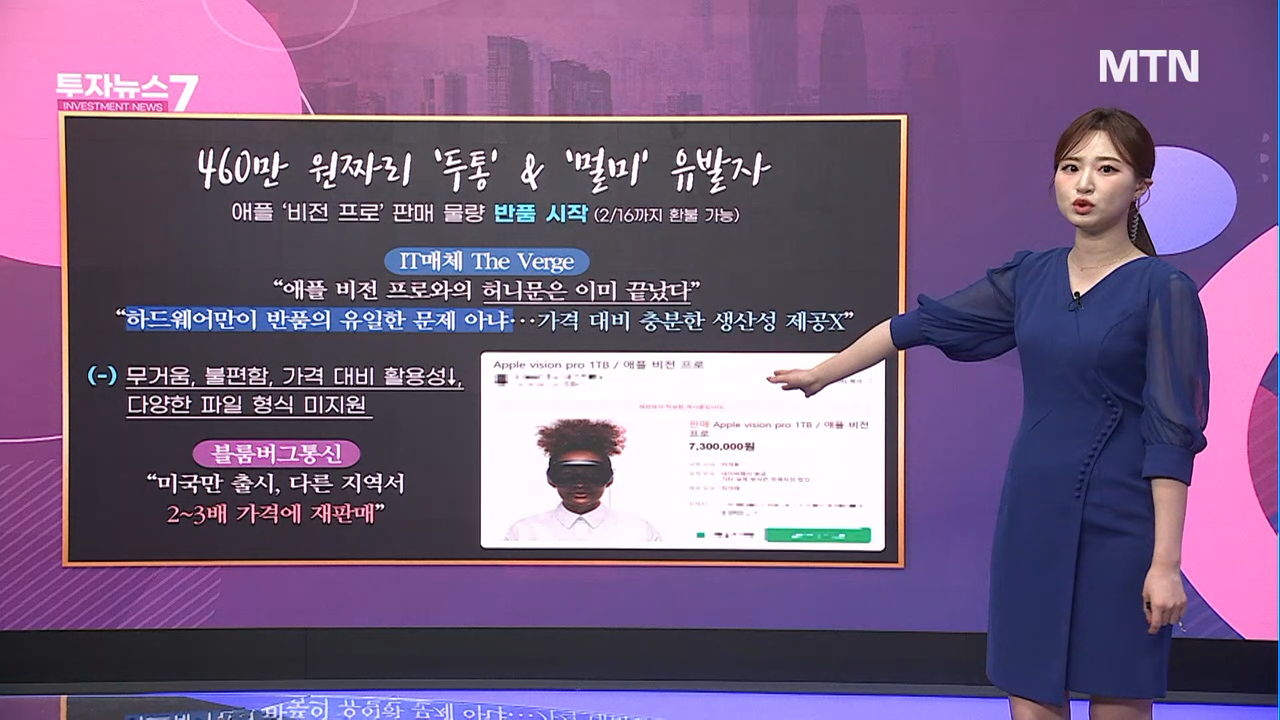 MTN
투자뉴스7
INVESTMENT NEWS
460만 원짜리 '두통' & '멀미' 유발자
애플 '비전 프로' 판매 물량 반품 시작 (2/16까지 환불 가능)
IT매체 The Verge
“애플 비전 프로와의 허니문은 이미 끝났다”
“하드웨어만이 반품의 유일한 문제 아냐…가격 대비 충분한 생산성 제공X”
(-) 무거움, 불편함, 가격 대비 활용성↓,
다양한 파일 형식 미지원
블룸버그통신
“미국만 출시, 다른 지역서
2~3배 가격에 재판매”
Apple vision pro 1TB / 애플 비전 프로
판매 Apple vision pro 1TB / 애플 비전
프로
7,300,000원